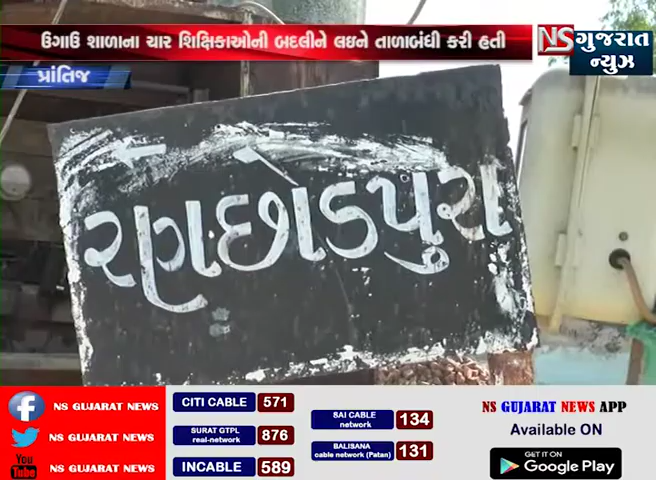 ઉગાઉ શાળાના ચાર શિક્ષિકાઓની બદલીને લઇને તાળાબંધી કરી હતી
NS ગુજરાત ન્યુઝ
પ્રાંતિજ
રણછોડપુરા
NS GUJARAT NEWS
NS GUJARAT NEWS
You Tube NS GUJARAT NEWS
CITI CABLE 571
SURAT GTPL real-network 876
INCABLE 589
SAI CABLE network 134
BALISANA cable network (Patan) 131
NS GUJARAT NEWS APP
Available ON
GET IT ON
Google Play